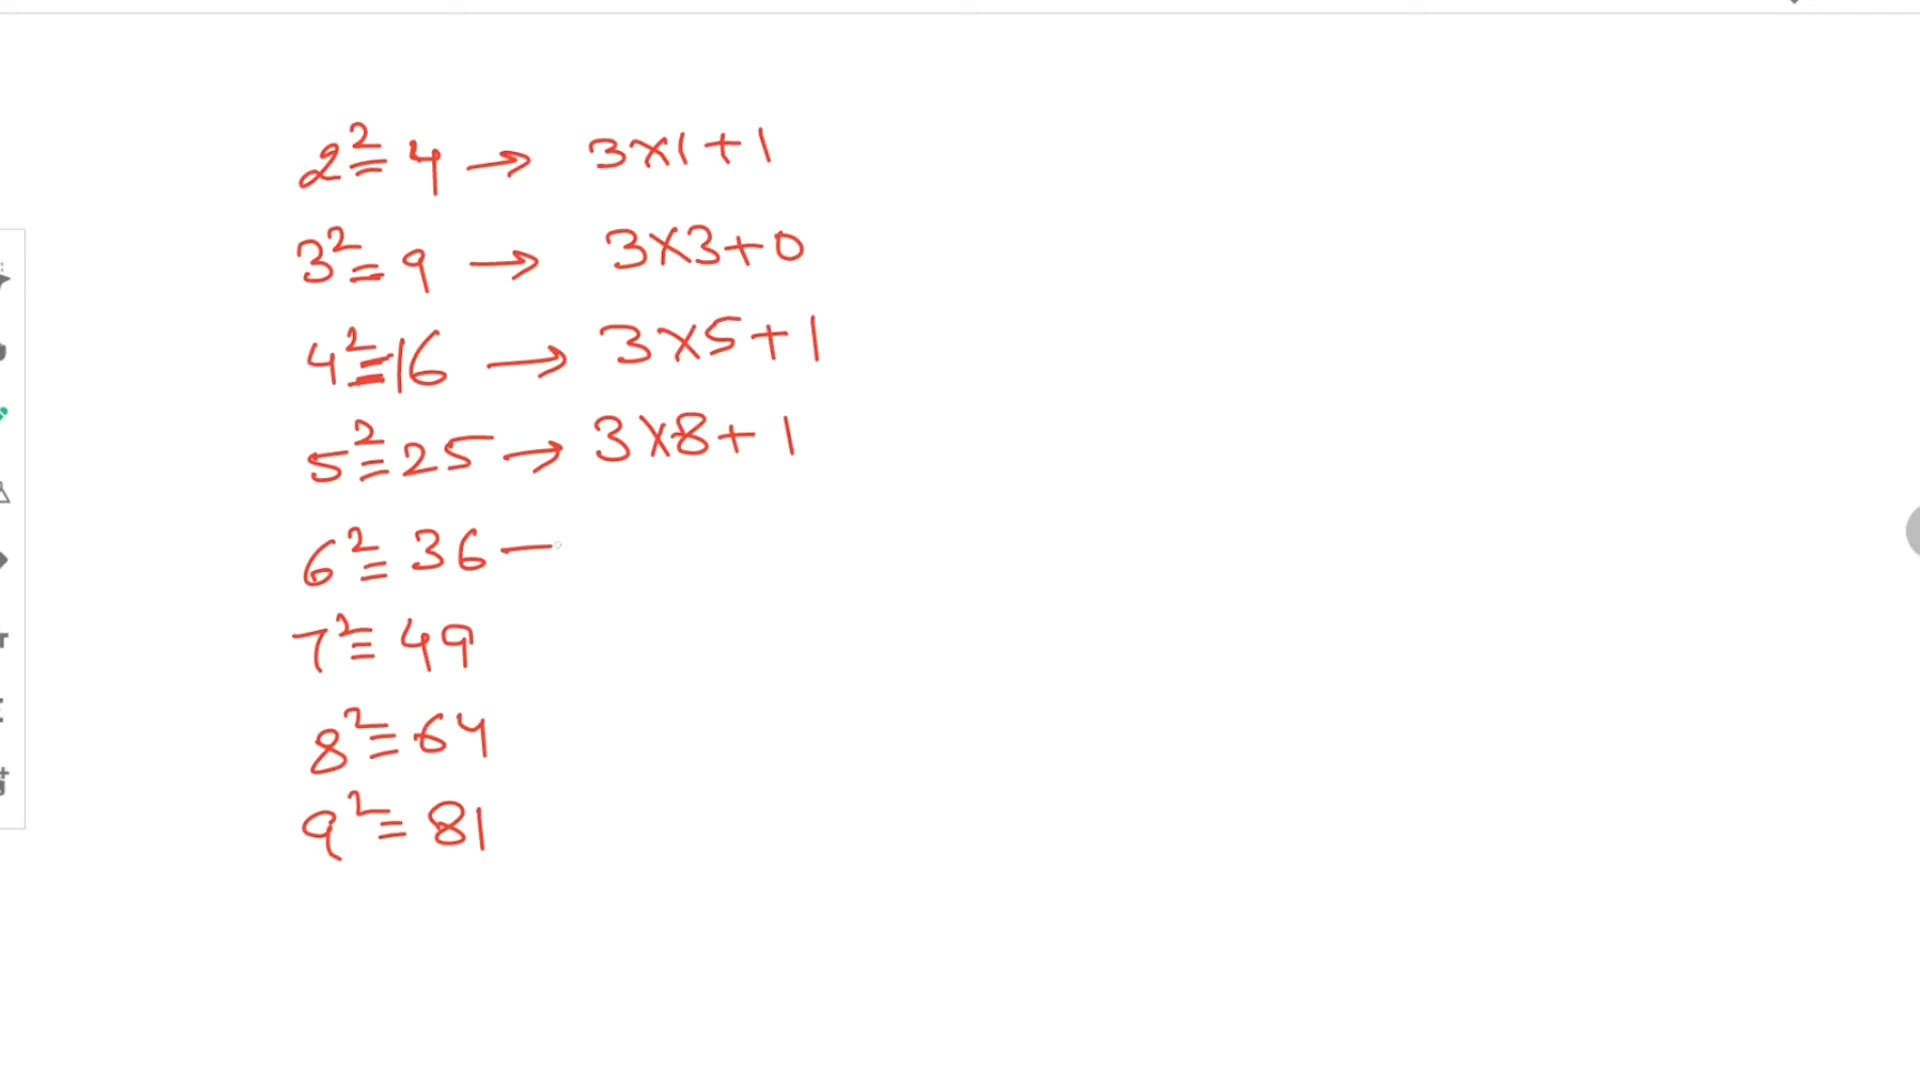 2² = 4 → 3×1+1
3² = 9 → 3×3+0
4² = 16 → 3×5+1
5² = 25 → 3×8+1
6² = 36 —
7² = 49
8² = 64
9² = 81